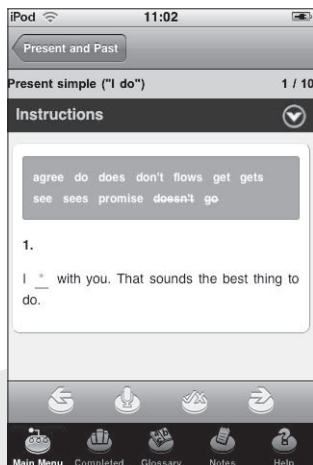 iPod 11:02
Present and Past
Present simple ("I do") 1 / 10
Instructions
agree do does don't flows get gets
see sees promise doesn't go
1.
I * with you. That sounds the best thing to
do.
Main Menu Completed Glossary Notes Help